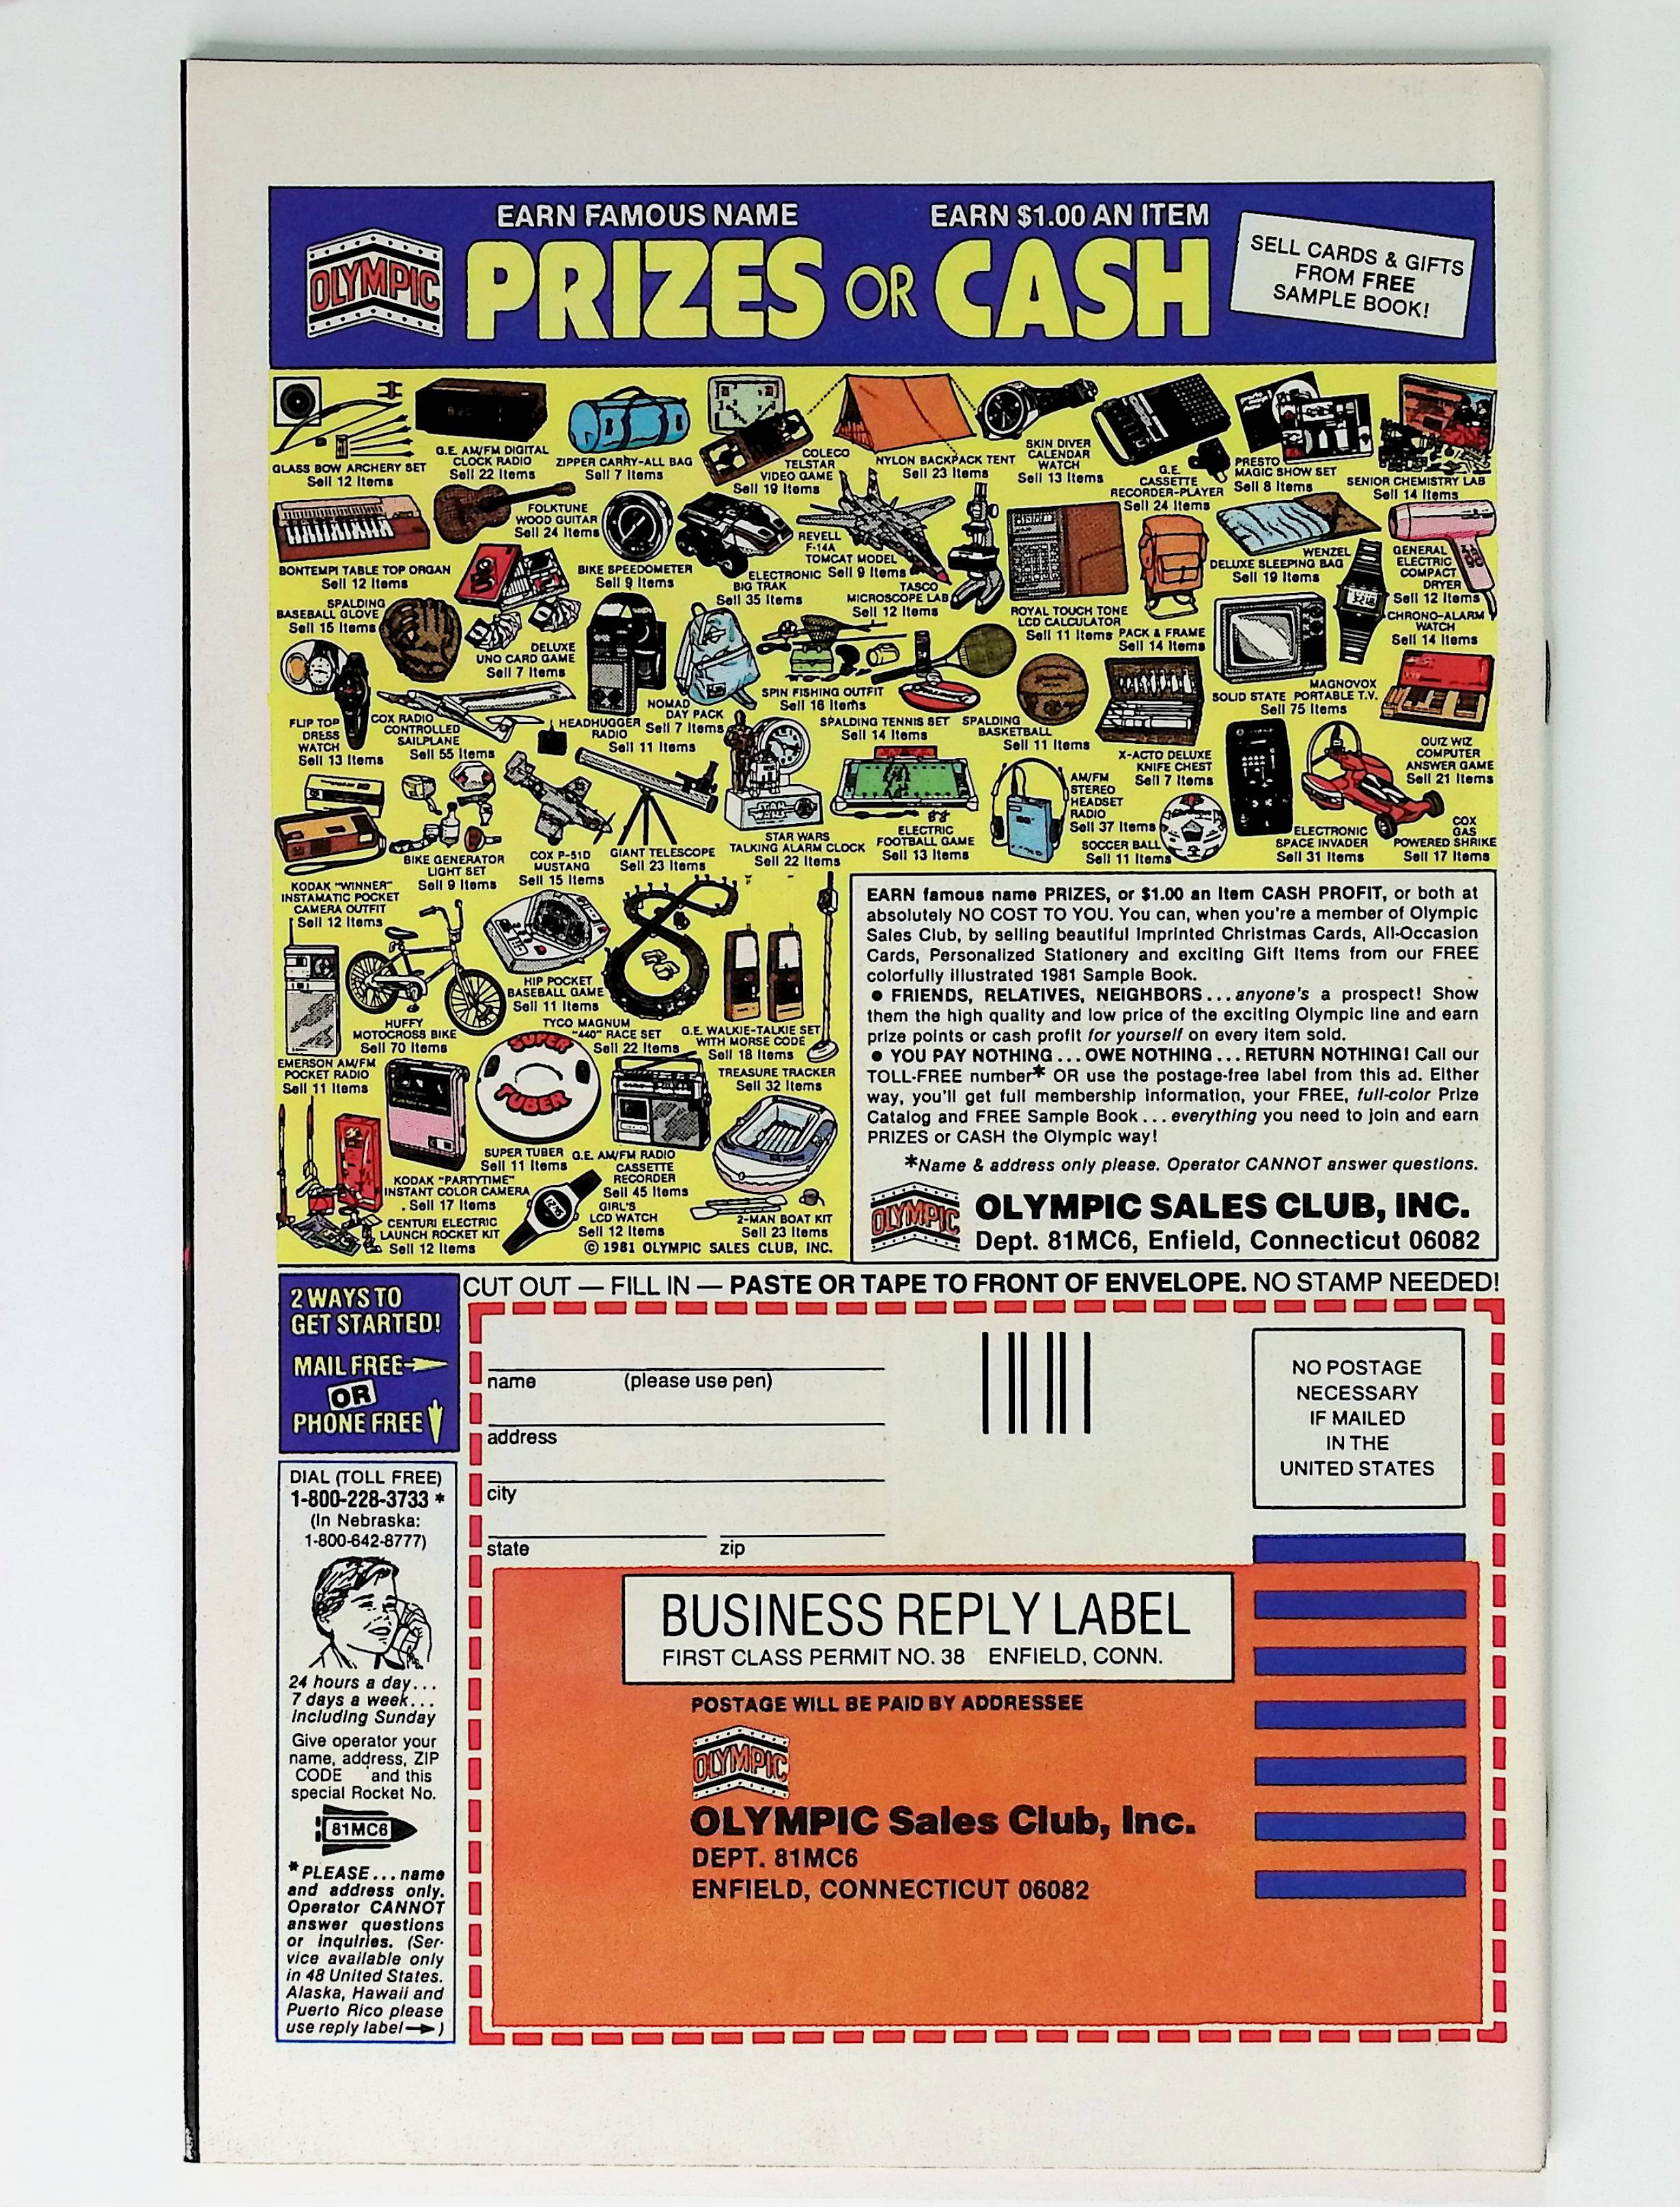 EARN FAMOUS NAME
PRIZES OR CASH
EARN $1.00 AN ITEM
OLYMPIC
SELL CARDS & GIFTS
FROM FREE
SAMPLE BOOK!
GLASS BOW ARCHERY SET
Sell 12 Items
G.E. AM/FM DIGITAL
CLOCK RADIO
Sell 22 Items
ZIPPER CARRY-ALL BAG
Sell 7 Items
COLECO
TELSTAR
VIDEO GAME
Sell 19 Items
NYLON BACKPACK TENT
Sell 23 Items
SKIN DIVER
CALENDAR
WATCH
Sell 13 Items
G.E.
CASSETTE
RECORDER-PLAYER
Sell 24 Items
PRESTO
MAGIC SHOW SET
Sell 8 Items
SENIOR CHEMISTRY LAB
Sell 14 Items
BONTEMPI TABLE TOP ORGAN
Sell 12 Items
FOLKTUNE
WOOD GUITAR
Sell 24 Items
BIKE SPEEDOMETER
Sell 9 Items
ELECTRONIC
BIG TRAK
Sell 35 Items
REVELL
F-14A
TOMCAT MODEL
Sell 9 Items
TASCO
MICROSCOPE LAB
Sell 12 Items
ROYAL TOUCH TONE
LCD CALCULATOR
Sell 11 Items
PACK & FRAME
Sell 14 Items
WENZEL
DELUXE SLEEPING BAG
Sell 19 Items
GENERAL
ELECTRIC
COMPACT
DRYER
Sell 12 Items
CHRONO-ALARM
WATCH
Sell 14 Items
SPALDING
BASEBALL GLOVE
Sell 15 Items
DELUXE
UNO CARD GAME
Sell 7 Items
HEADHUGGER
RADIO
Sell 11 Items
NOMAD
DAY PACK
Sell 7 Items
SPIN FISHING OUTFIT
Sell 16 Items
SPALDING TENNIS SET
Sell 14 Items
SPALDING
BASKETBALL
Sell 11 Items
X-ACTO DELUXE
KNIFE CHEST
Sell 7 Items
MAGNOVOX
SOLID STATE PORTABLE T.V.
Sell 75 Items
QUIZ WIZ
COMPUTER
ANSWER GAME
Sell 21 Items
FLIP TOP
DRESS
WATCH
Sell 13 Items
COX RADIO
CONTROLLED
SAILPLANE
Sell 55 Items
KODAK "WINNER"
INSTAMATIC POCKET
CAMERA OUTFIT
Sell 12 Items
BIKE GENERATOR
LIGHT SET
Sell 9 Items
COX P-51D
MUSTANG
Sell 15 Items
GIANT TELESCOPE
Sell 23 Items
STAR
WARS
STAR WARS
TALKING ALARM CLOCK
Sell 22 Items
ELECTRIC
FOOTBALL GAME
Sell 13 Items
AM/FM
STEREO
HEADSET
RADIO
Sell 37 Items
SOCCER BALL
Sell 11 Items
ELECTRONIC
SPACE INVADER
Sell 31 Items
COX
GAS
POWERED SHRIKE
Sell 17 Items
EMERSON AM/FM
POCKET RADIO
Sell 11 Items
HUFFY
MOTOCROSS BIKE
Sell 70 Items
HIP POCKET
BASEBALL GAME
Sell 11 Items
TYCO MAGNUM
"440" RACE SET
Sell 22 Items
G.E. WALKIE-TALKIE SET
WITH MORSE CODE
Sell 18 Items
TREASURE TRACKER
Sell 32 Items
SUPER
TUBER
SUPER TUBER
Sell 11 Items
G.E. AM/FM RADIO
CASSETTE
RECORDER
Sell 45 Items
KODAK "PARTYTIME"
INSTANT COLOR CAMERA
Sell 17 Items
CENTURI ELECTRIC
LAUNCH ROCKET KIT
Sell 12 Items
GIRL'S
LCD WATCH
Sell 12 Items
2-MAN BOAT KIT
Sell 23 Items
© 1981 OLYMPIC SALES CLUB, INC.
EARN famous name PRIZES, or $1.00 an Item CASH PROFIT, or both at
absolutely NO COST TO YOU. You can, when you're a member of Olympic
Sales Club, by selling beautiful Imprinted Christmas Cards, All-Occasion
Cards, Personalized Stationery and exciting Gift Items from our FREE
colorfully illustrated 1981 Sample Book.
• FRIENDS, RELATIVES, NEIGHBORS...anyone's a prospect! Show
them the high quality and low price of the exciting Olympic line and earn
prize points or cash profit for yourself on every item sold.
• YOU PAY NOTHING...OWE NOTHING...RETURN NOTHING! Call our
TOLL-FREE number* OR use the postage-free label from this ad. Either
way, you'll get full membership information, your FREE, full-color Prize
Catalog and FREE Sample Book...everything you need to join and earn
PRIZES or CASH the Olympic way!
*Name & address only please. Operator CANNOT answer questions.
OLYMPIC
OLYMPIC SALES CLUB, INC.
Dept. 81MC6, Enfield, Connecticut 06082
2 WAYS TO
GET STARTED!
MAIL FREE
OR
PHONE FREE
CUT OUT — FILL IN — PASTE OR TAPE TO FRONT OF ENVELOPE. NO STAMP NEEDED!
name (please use pen)
address
city
state zip
NO POSTAGE
NECESSARY
IF MAILED
IN THE
UNITED STATES
DIAL (TOLL FREE)
1-800-228-3733 *
(In Nebraska:
1-800-642-8777)
24 hours a day...
7 days a week...
including Sunday
Give operator your
name, address, ZIP
CODE and this
special Rocket No.
81MC6
*PLEASE...name
and address only.
Operator CANNOT
answer questions
or inquiries. (Ser-
vice available only
in 48 United States.
Alaska, Hawaii and
Puerto Rico please
use reply label )
BUSINESS REPLY LABEL
FIRST CLASS PERMIT NO. 38 ENFIELD, CONN.
POSTAGE WILL BE PAID BY ADDRESSEE
OLYMPIC
OLYMPIC Sales Club, Inc.
DEPT. 81MC6
ENFIELD, CONNECTICUT 06082